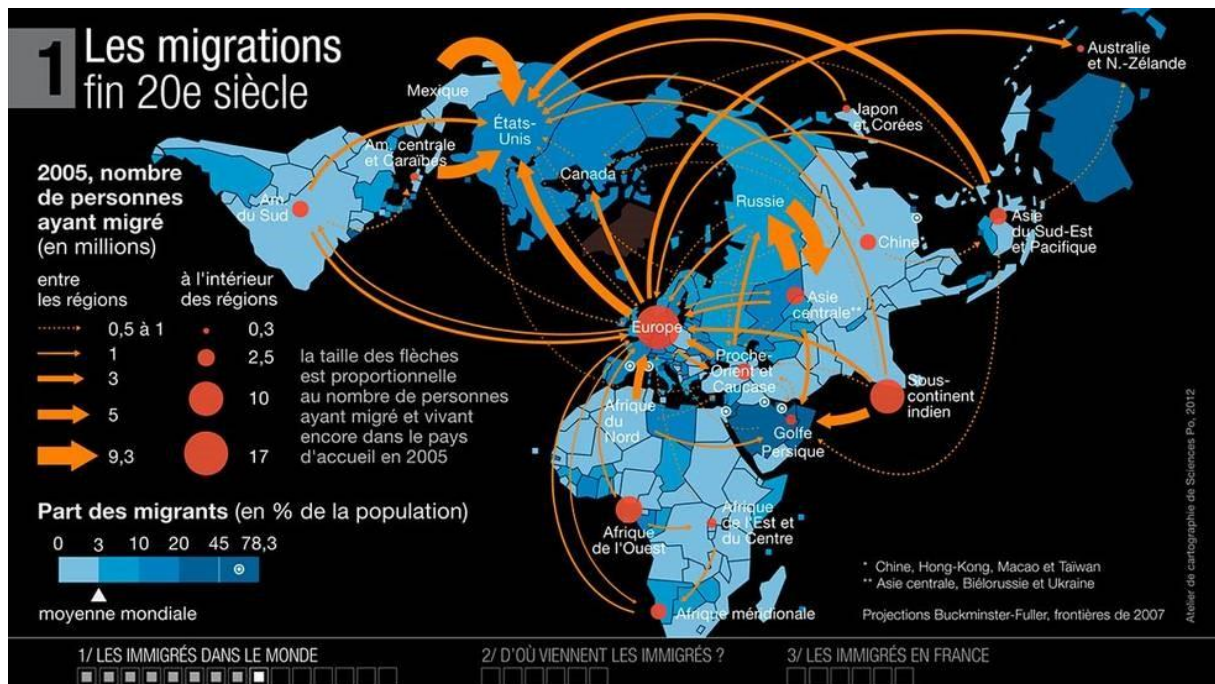 1
Les migrations
fin 20e siècle
2005, nombre
de personnes
ayant migré
(en millions)
entre
les régions
à l'intérieur
des régions
0,5 à 1
1
3
5
9,3
0,3
2,5
10
17
la taille des flèches
est proportionnelle
au nombre de personnes
ayant migré et vivant
encore dans le pays
d'accueil en 2005
Part des migrants (en % de la population)
0 3 10 20 45 78,3
moyenne mondiale
Mexique
États-
Unis
Am. centrale
et Caraïbes
Am.
du Sud
Canada
Russie
Japon
et Corées
Australie
et N.-Zélande
Chine*
Asie
du Sud-Est
et Pacifique
Asie
centrale**
Europe
Proche-
Orient et
Caucase
Sous-
continent
indien
Afrique
du
Nord
Golfe
Persique
Afrique
de l'Ouest
Afrique
de l'Est et
du Centre
Afrique méridionale
* Chine, Hong-Kong, Macao et Taïwan
** Asie centrale, Biélorussie et Ukraine
Projections Buckminster-Fuller, frontières de 2007
Atelier de cartographie de Sciences Po, 2012
1/ LES IMMIGRÉS DANS LE MONDE
2/ D'OÙ VIENNENT LES IMMIGRÉS ?
3/ LES IMMIGRÉS EN FRANCE